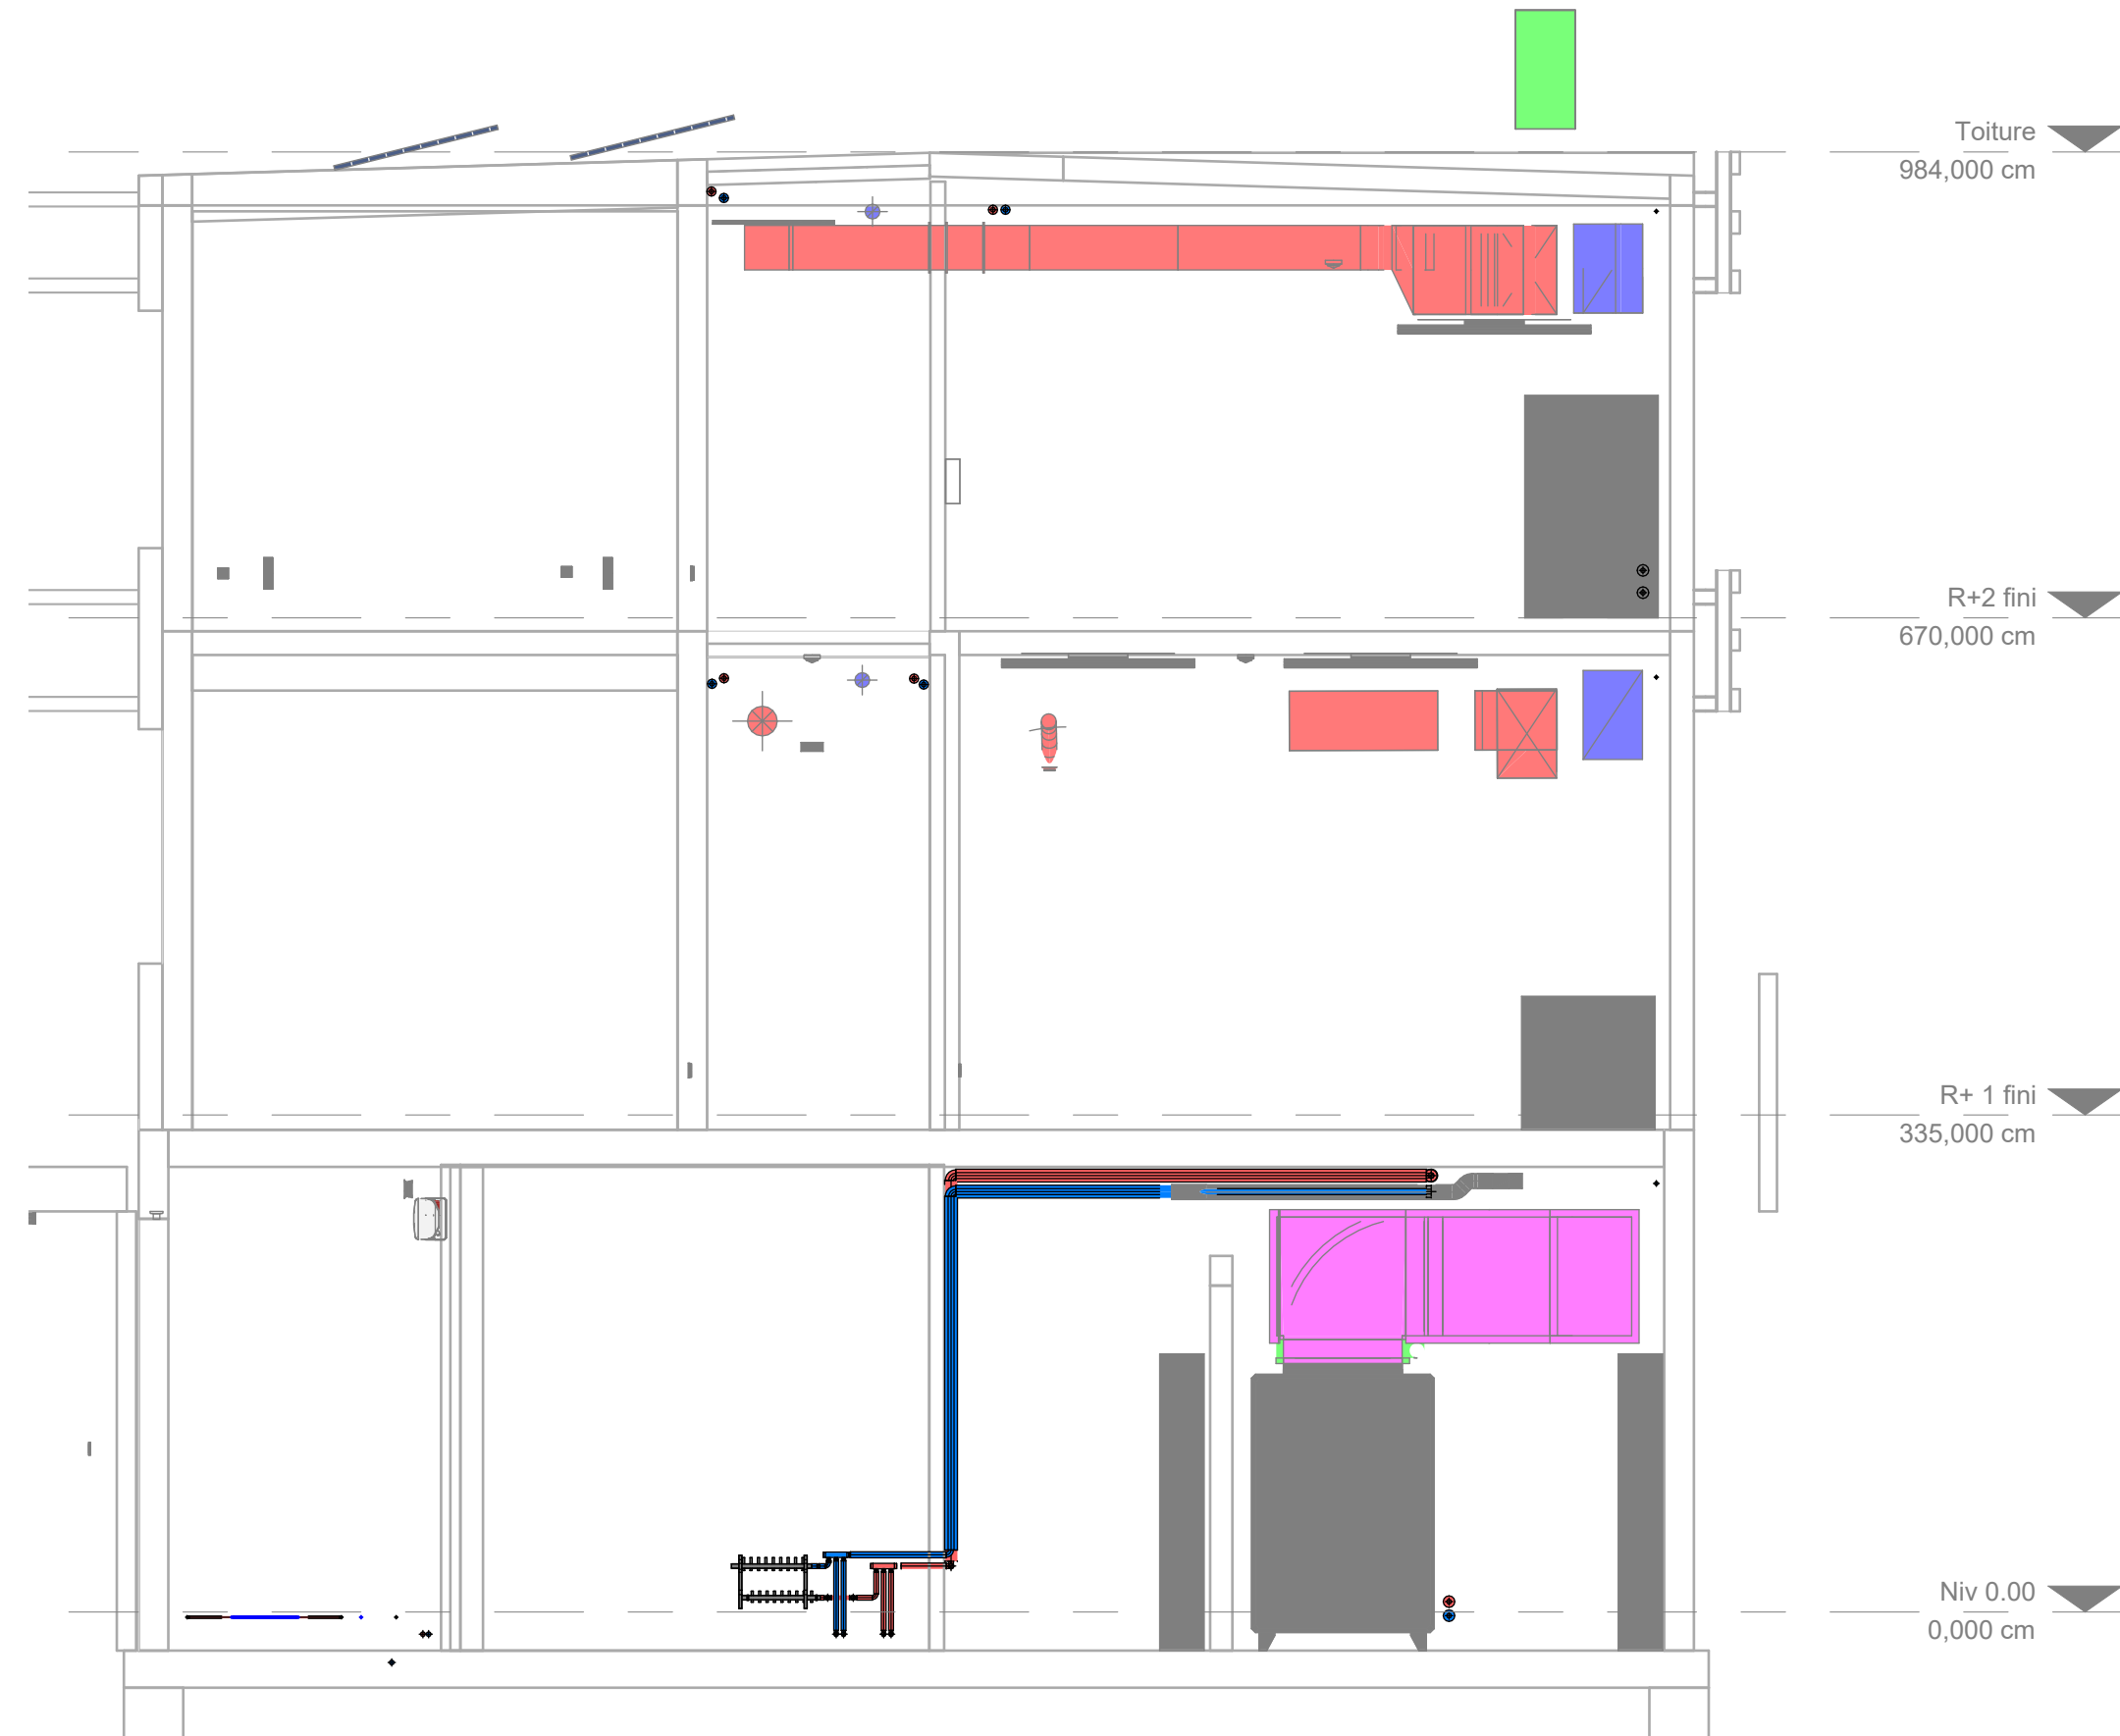 Toiture
984,000 cm
R+2 fini
670,000 cm
R+ 1 fini
335,000 cm
Niv 0.00
0,000 cm